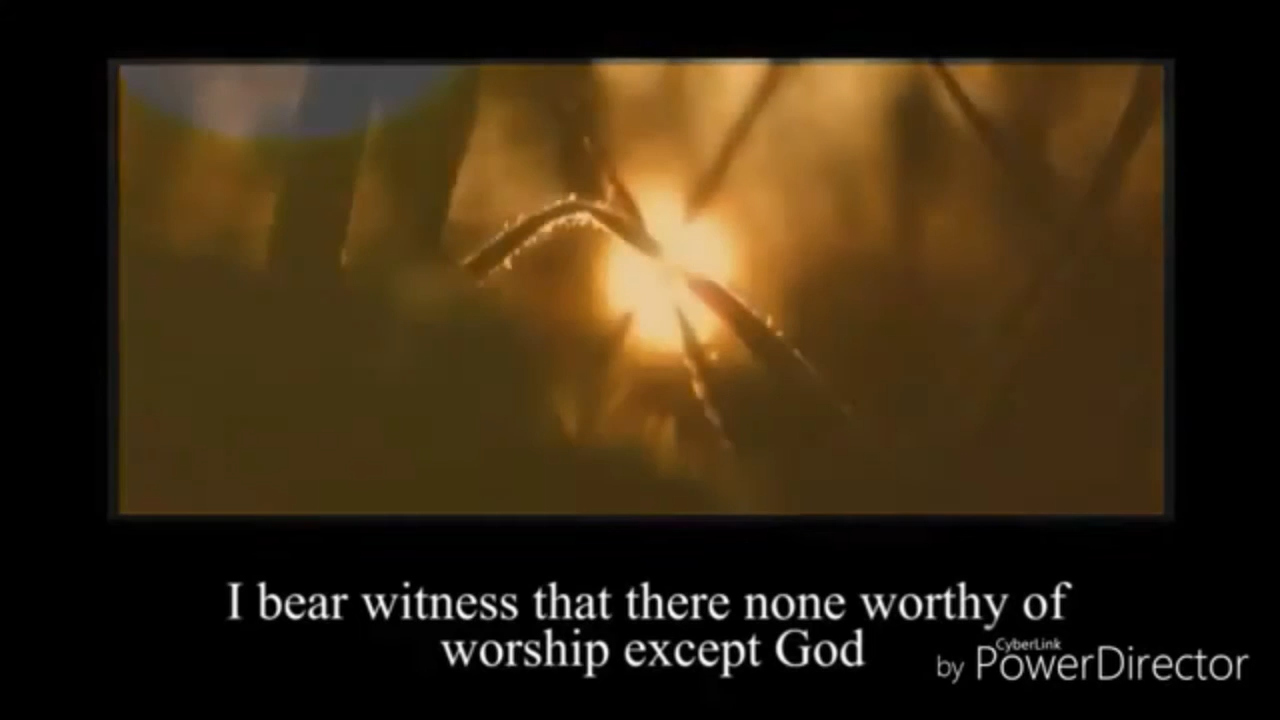 I bear witness that there none worthy of
worship except God
CyberLink
by PowerDirector